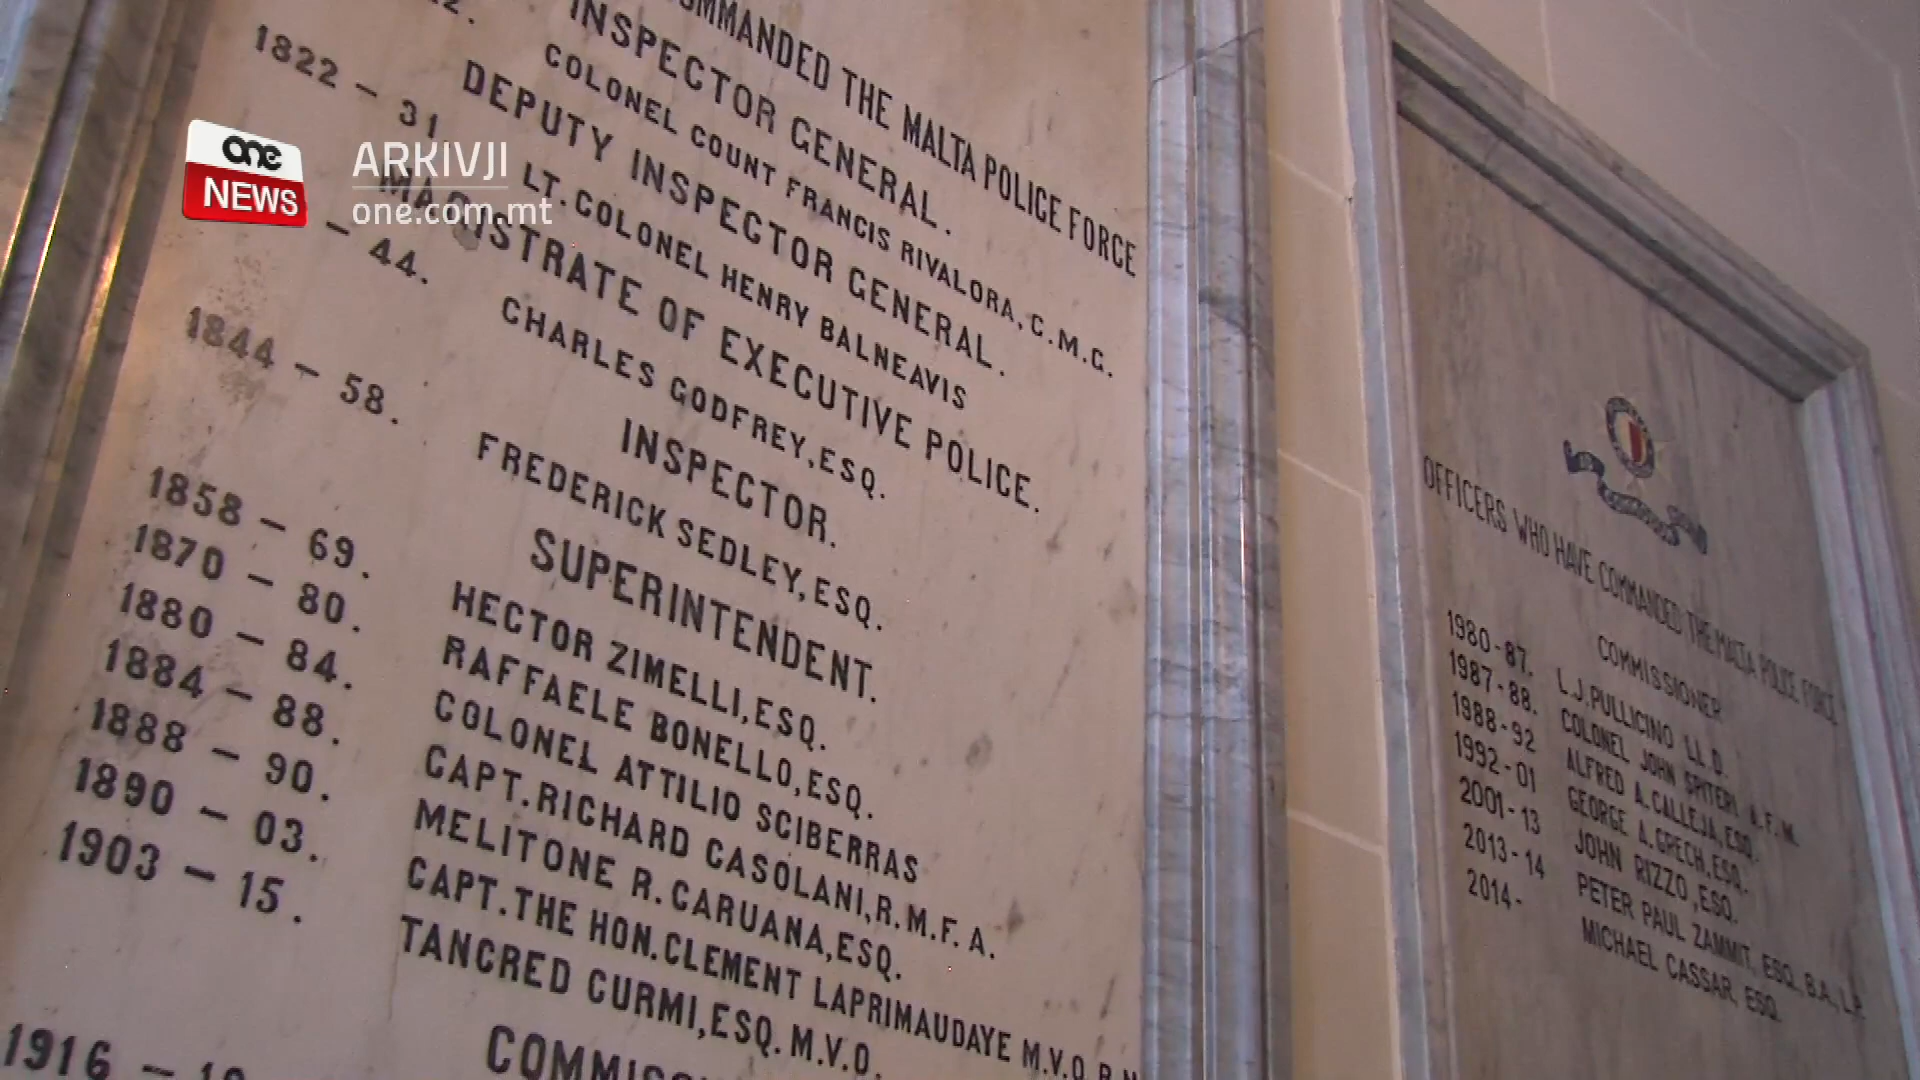 one
NEWS
ARKIVJI
one.com.mt
COMMANDED THE MALTA POLICE FORCE
INSPECTOR GENERAL.
COLONEL COUNT FRANCIS RIVALORA, C.M.G.
DEPUTY INSPECTOR GENERAL.
1822 - 31 LT. COLONEL HENRY BALNEAVIS
MAGISTRATE OF EXECUTIVE POLICE.
- 44. CHARLES GODFREY, ESQ.
INSPECTOR.
1844 - 58. FREDERICK SEDLEY, ESQ.
SUPERINTENDENT.
1858 - 69. HECTOR ZIMELLI, ESQ.
1870 - 80. RAFFAELE BONELLO, ESQ.
1880 - 84. COLONEL ATTILIO SCIBERRAS
1884 - 88. CAPT. RICHARD CASOLANI, R.M.F.A.
1888 - 90. MELITONE R. CARUANA, ESQ.
1890 - 03. CAPT. THE HON. CLEMENT LAPRIMAUDAYE M.V.O. R.N
1903 - 15. TANCRED CURMI, ESQ. M.V.O.
1916 -
OFFICERS WHO HAVE COMMANDED THE MALTA POLICE FORCE
COMMISSIONER
1980 - 87. L.J. PULLICINO LL.D.
1987 - 88. COLONEL JOHN SPITERI A.F.M.
1988 - 92 ALFRED A. CALLEJA, ESQ.
1992 - 01 GEORGE A. GRECH, ESQ.
2001 - 13 JOHN RIZZO, ESQ.
2013 - 14 PETER PAUL ZAMMIT, ESQ., B.A., L.P.
2014 - MICHAEL CASSAR, ESQ.